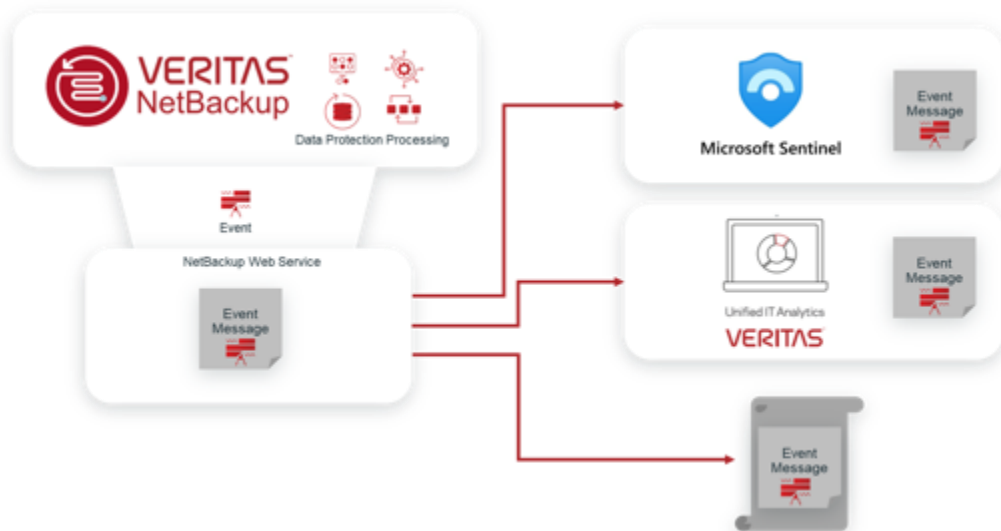 VERITAS
NetBackup
Data Protection Processing
Event
NetBackup Web Service
Event
Message
Microsoft Sentinel
Event
Message
Unified IT Analytics
VERITAS
Event
Message
Event
Message